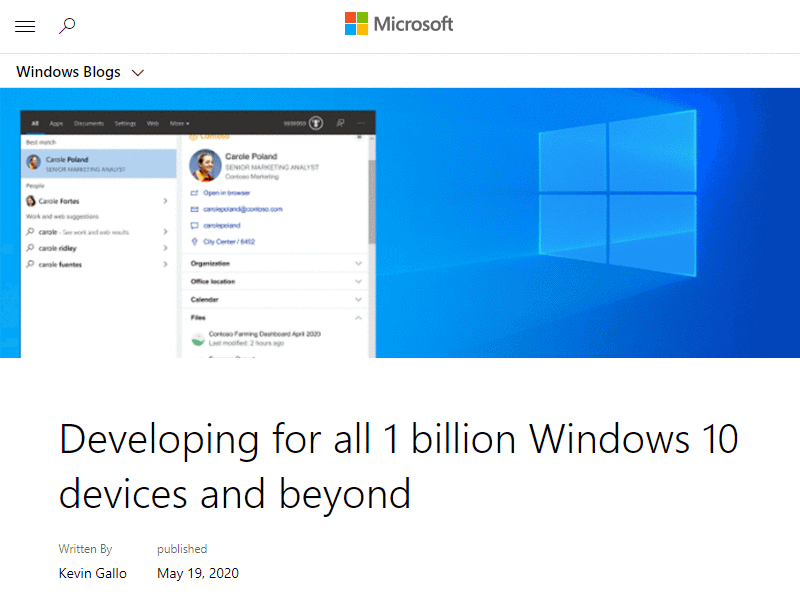 Microsoft
Windows Blogs
All Apps Documents Settings Web More
Best match
Carole Poland
SENIOR MARKETING ANALYST
People
Carole Fortes
Work and web suggestions
carole - See work and web results
carole ridley
carole fuentes
Contoso
Carole Poland
SENIOR MARKETING ANALYST
Contoso Marketing
Open in browser
carolepoland@contoso.com
carolepoland
City Center / 6492
Organization
Office location
Calendar
Files
Contoso Farming Dashboard April 2020
Last modified: 2 hours ago
Developing for all 1 billion Windows 10
devices and beyond
Written By published
Kevin Gallo May 19, 2020